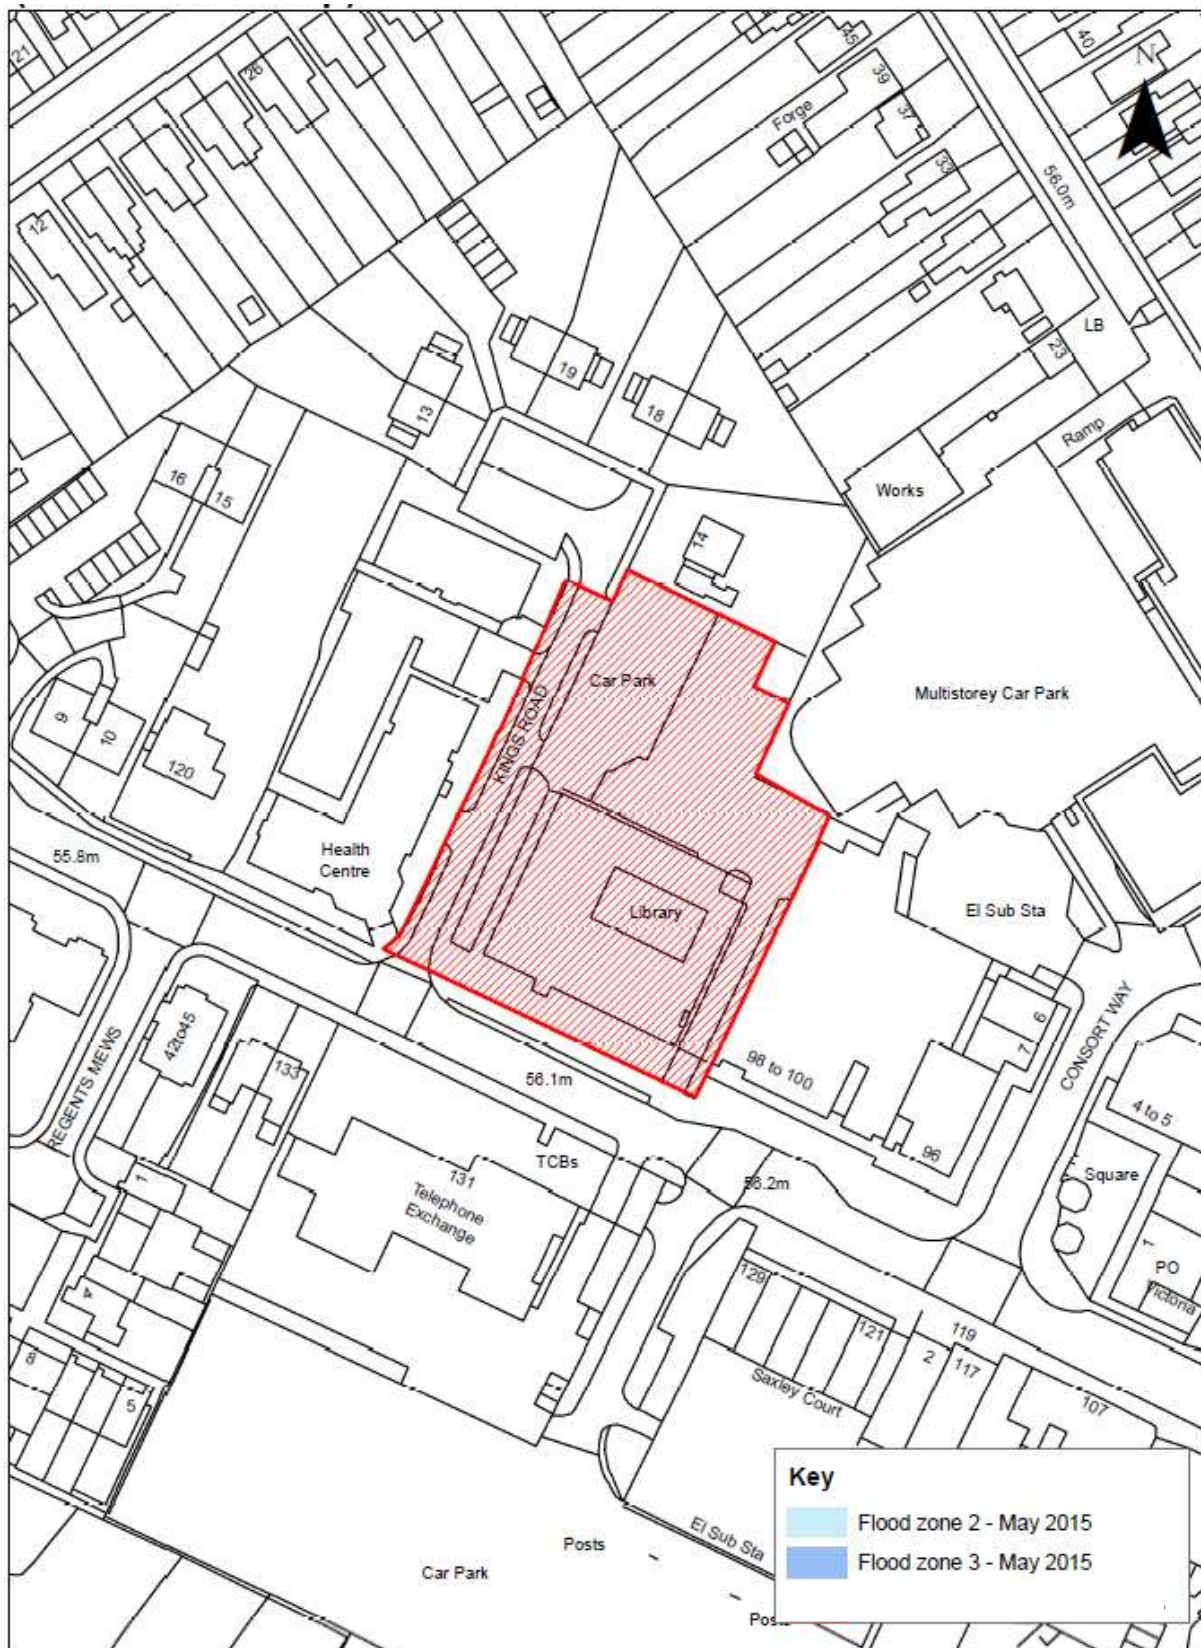 21
26
45
40
N
39
Forge
37
33
56.0m
12
LB
23
19
13
18
Ramp
16
15
Works
14
Car Park
Multistorey Car Park
KINGS ROAD
9
10
120
Health
Centre
55.8m
Library
El Sub Sta
42to45
REGENTS MEWS
133
56.1m
98 to 100
6
7
CONSORT WAY
4 to 5
96
TCBs
131
Telephone
Exchange
1
56.2m
Square
1
PO
Victoria
129
121
119
2
117
107
4
8
5
Saxley Court
El Sub Sta
Posts
Car Park
Key
Flood zone 2 - May 2015
Flood zone 3 - May 2015